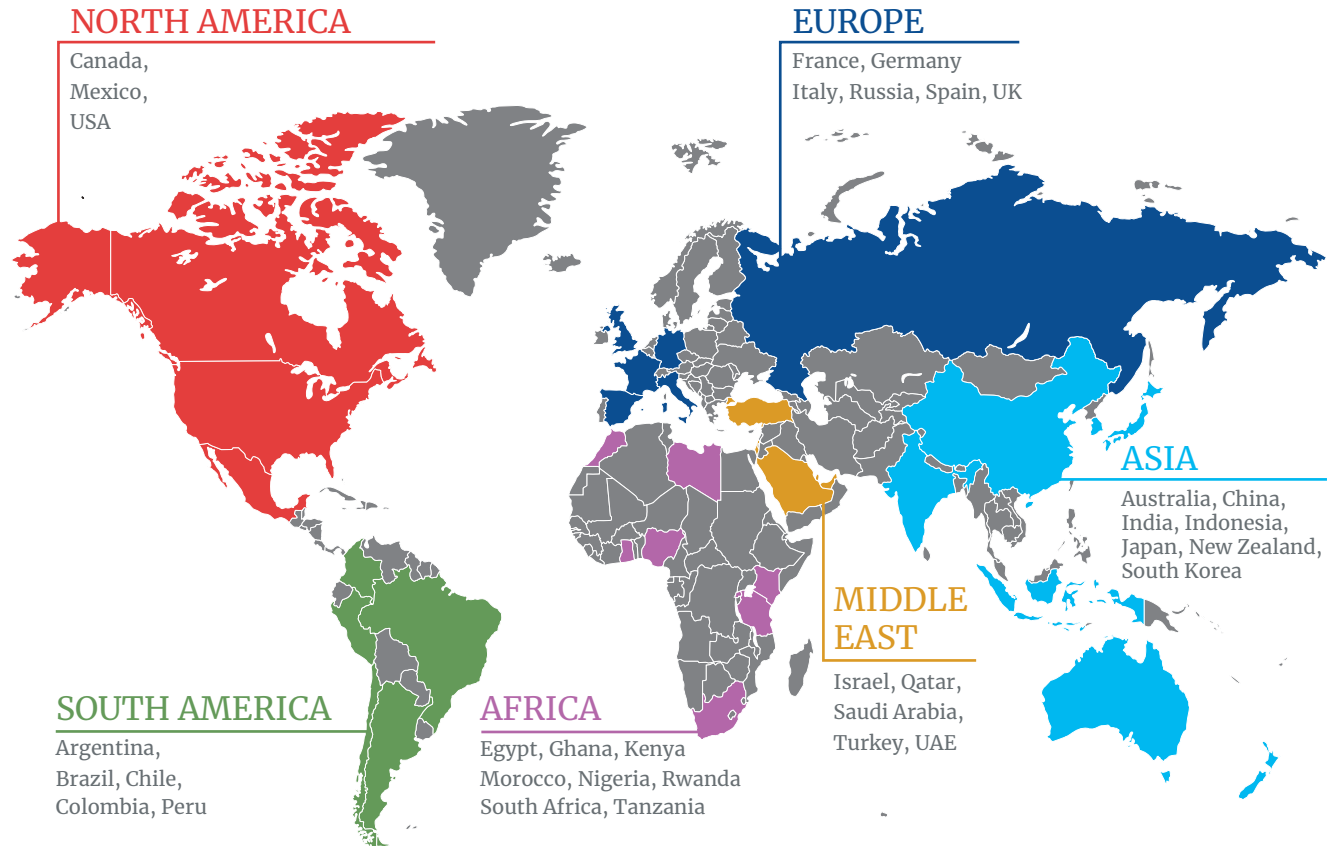 NORTH AMERICA
Canada,
Mexico,
USA
EUROPE
France, Germany
Italy, Russia, Spain, UK
ASIA
Australia, China,
India, Indonesia,
Japan, New Zealand,
South Korea
MIDDLE
EAST
Israel, Qatar,
Saudi Arabia,
Turkey, UAE
SOUTH AMERICA
Argentina,
Brazil, Chile,
Colombia, Peru
AFRICA
Egypt, Ghana, Kenya
Morocco, Nigeria, Rwanda
South Africa, Tanzania